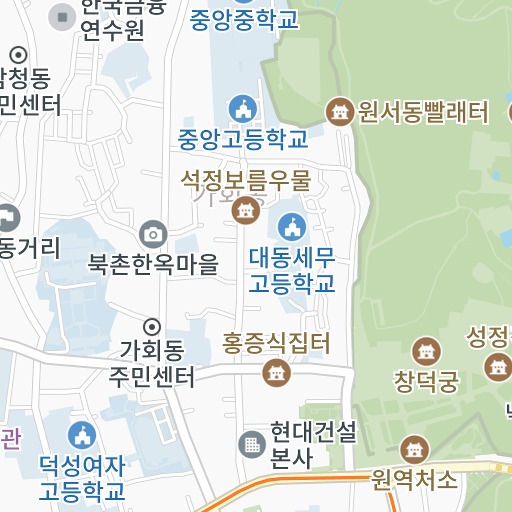 한국금융
연수원
중앙중학교
삼청동
주민센터
원서동빨래터
중앙고등학교
석정보름우물
가회동
동거리
북촌한옥마을
대동세무
고등학교
홍증식집터
가회동
주민센터
성정
창덕궁
관
덕성여자
고등학교
현대건설
본사
원역처소